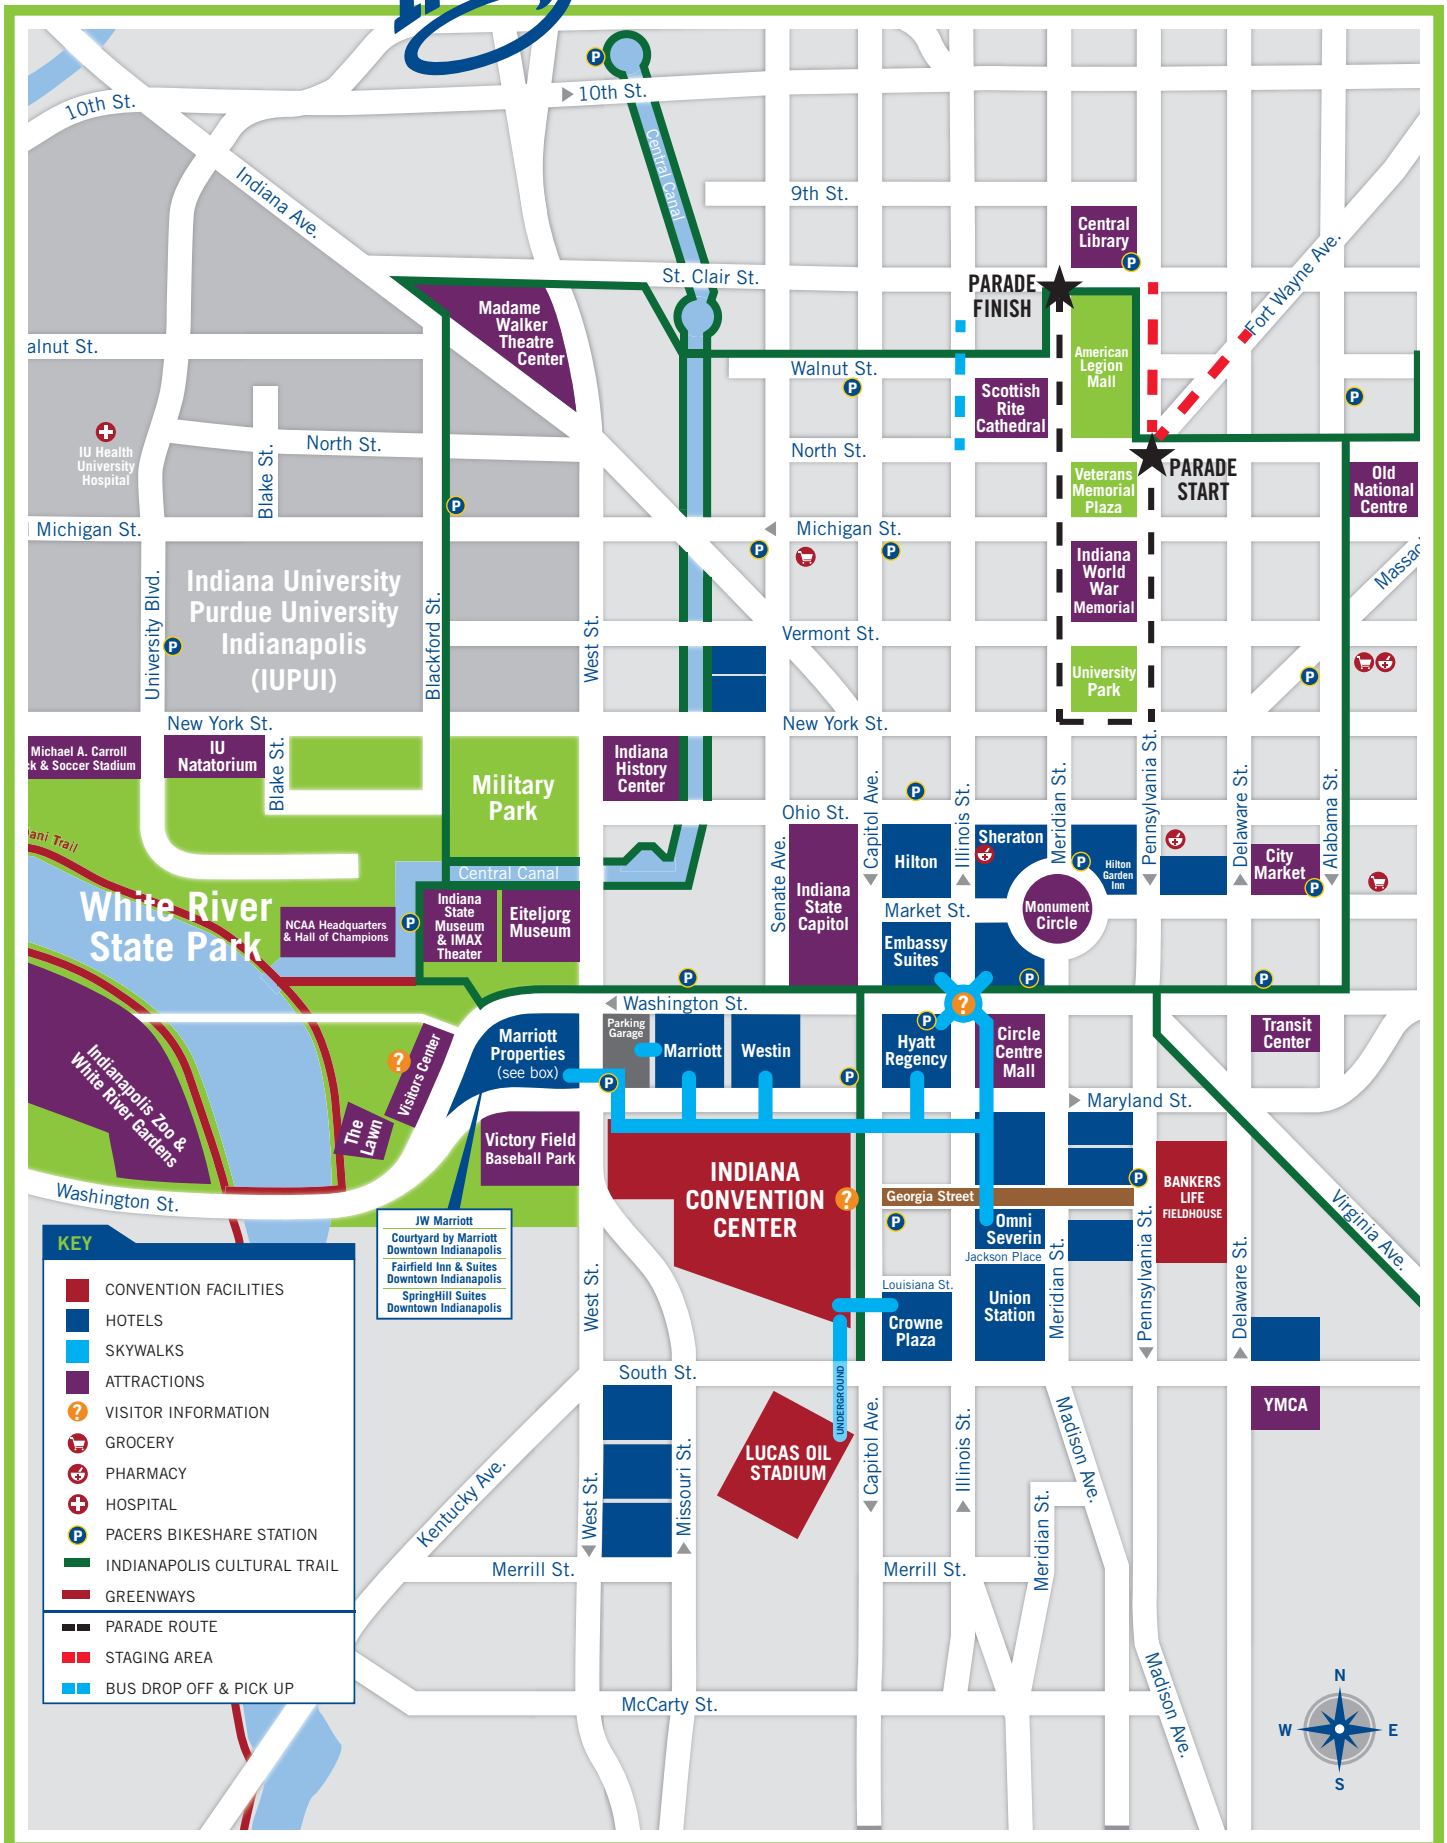 10th St.
10th St.
Central Canal
Indiana Ave.
9th St.
Central
Library
Fort Wayne Ave.
St. Clair St.
PARADE
FINISH
Madame
Walker
Theatre
Center
alnut St.
Walnut St.
American
Legion
Mall
Scottish
Rite
Cathedral
IU Health
University
Hospital
North St.
North St.
Blake St.
PARADE
START
Veterans
Memorial
Plaza
Old
National
Centre
Michigan St.
Michigan St.
Indiana
World
War
Memorial
Massac
Indiana University
Purdue University
Indianapolis
(IUPUI)
University Blvd.
Blackford St.
West St.
Vermont St.
University
Park
New York St.
New York St.
Michael A. Carroll
ck & Soccer Stadium
IU
Natatorium
Blake St.
Military
Park
Indiana
History
Center
Pennsylvania St.
Meridian St.
Capitol Ave.
Illinois St.
Delaware St.
Alabama St.
Ohio St.
Senate Ave.
ani Trail
Hilton
Sheraton
Hilton
Garden
Inn
City
Market
Central Canal
Indiana
State
Capitol
White River
State Park
NCAA Headquarters
& Hall of Champions
Indiana
State
Museum
& IMAX
Theater
Eiteljorg
Museum
Market St.
Monument
Circle
Embassy
Suites
Washington St.
Parking
Garage
Marriott
Properties
(see box)
Marriott
Westin
Hyatt
Regency
Circle
Centre
Mall
Transit
Center
Visitors Center
Indianapolis Zoo &
White River Gardens
The
Lawn
Maryland St.
Victory Field
Baseball Park
INDIANA
CONVENTION
CENTER
BANKERS
LIFE
FIELDHOUSE
Georgia Street
Washington St.
Virginia Ave.
JW Marriott
Courtyard by Marriott
Downtown Indianapolis
Fairfield Inn & Suites
Downtown Indianapolis
SpringHill Suites
Downtown Indianapolis
Omni
Severin
Jackson Place
Pennsylvania St.
Meridian St.
Delaware St.
West St.
Louisiana St.
Union
Station
Crowne
Plaza
South St.
UNDERGROUND
YMCA
Capitol Ave.
Illinois St.
Madison Ave.
LUCAS OIL
STADIUM
Kentucky Ave.
West St.
Missouri St.
Meridian St.
Merrill St.
Merrill St.
McCarty St.
Madison Ave.
KEY
CONVENTION FACILITIES
HOTELS
SKYWALKS
ATTRACTIONS
? VISITOR INFORMATION
GROCERY
PHARMACY
HOSPITAL
P PACERS BIKESHARE STATION
INDIANAPOLIS CULTURAL TRAIL
GREENWAYS
PARADE ROUTE
STAGING AREA
BUS DROP OFF & PICK UP
N
W E
S